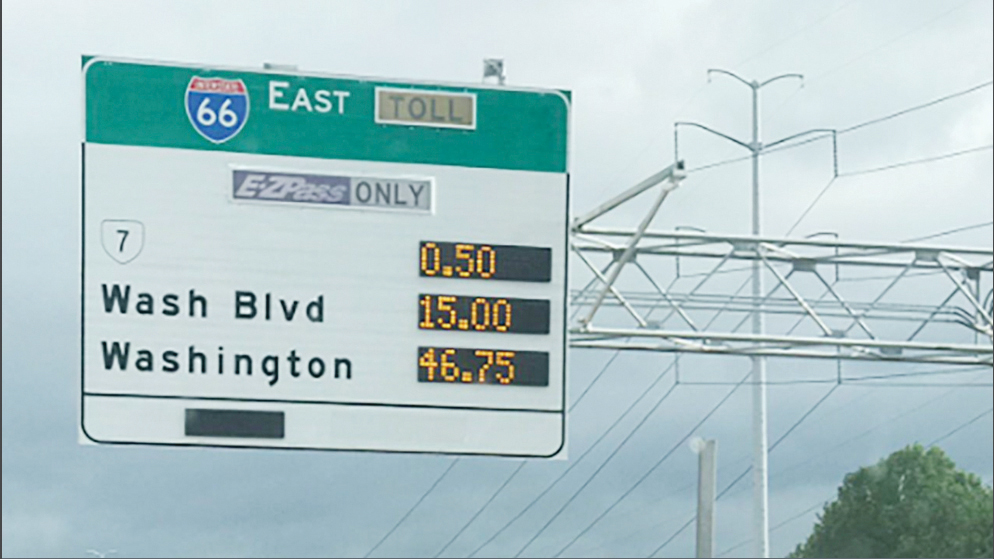 INTERSTATE
66 EAST TOLL
E-ZPass ONLY
7 0.50
Wash Blvd 15.00
Washington 46.75